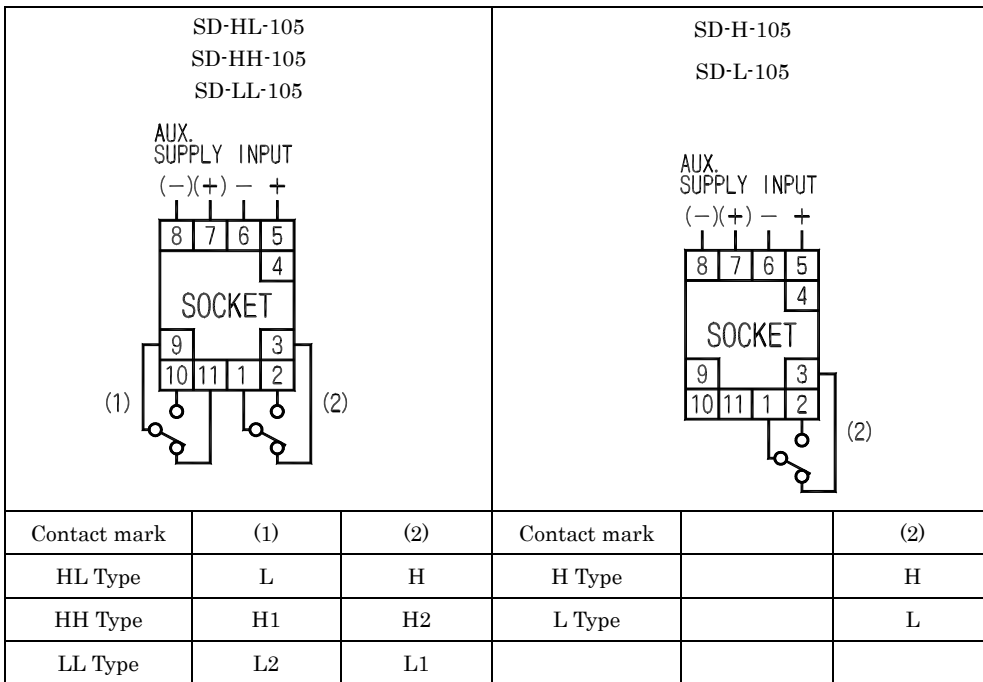 SD-HL-105
SD-HH-105
SD-LL-105
AUX.
SUPPLY INPUT
(−)(+) − +
8 7 6 5
4
SOCKET
9 3
10 11 1 2
(1) (2)
SD-H-105
SD-L-105
AUX.
SUPPLY INPUT
(−)(+) − +
8 7 6 5
4
SOCKET
9 3
10 11 1 2
(2)
Contact mark (1) (2) Contact mark (2)
HL Type L H H Type H
HH Type H1 H2 L Type L
LL Type L2 L1